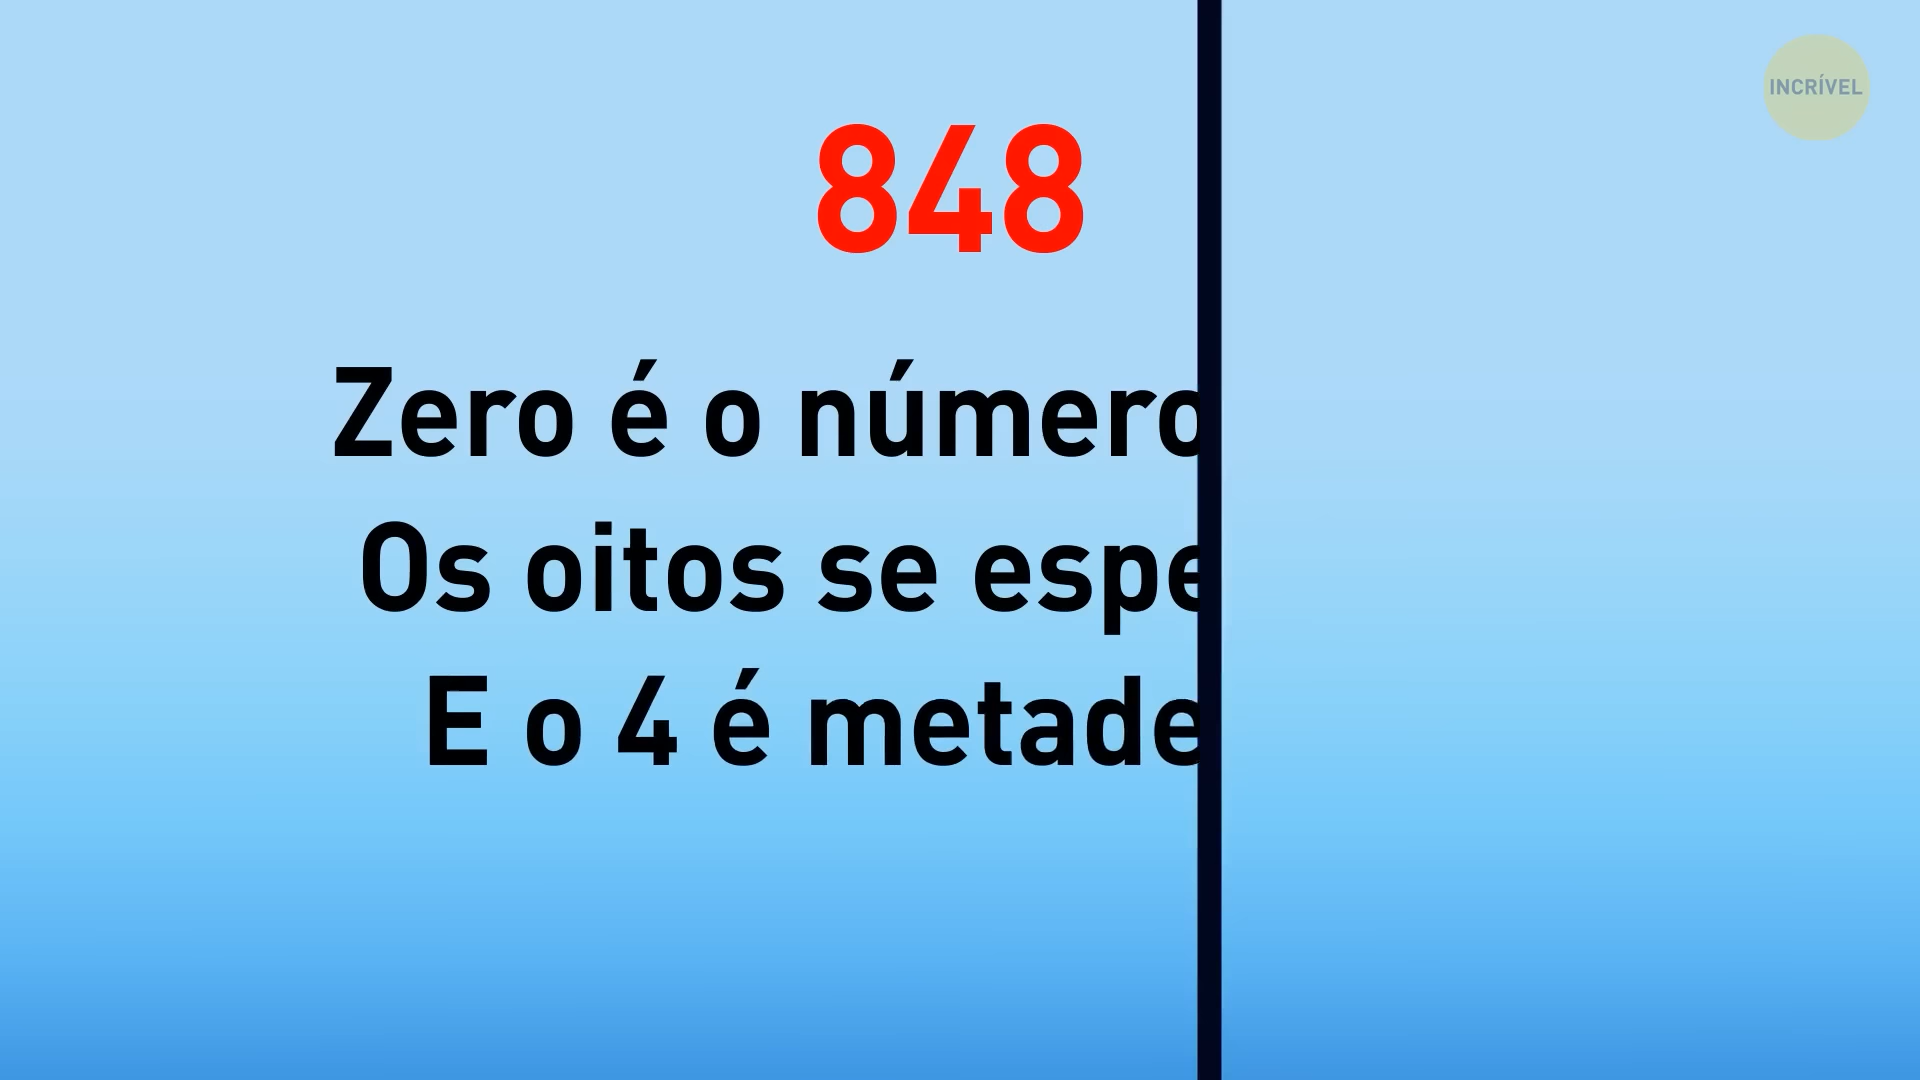 INCRÍVEL
848
Zero é o número
Os oitos se espe
E o 4 é metade